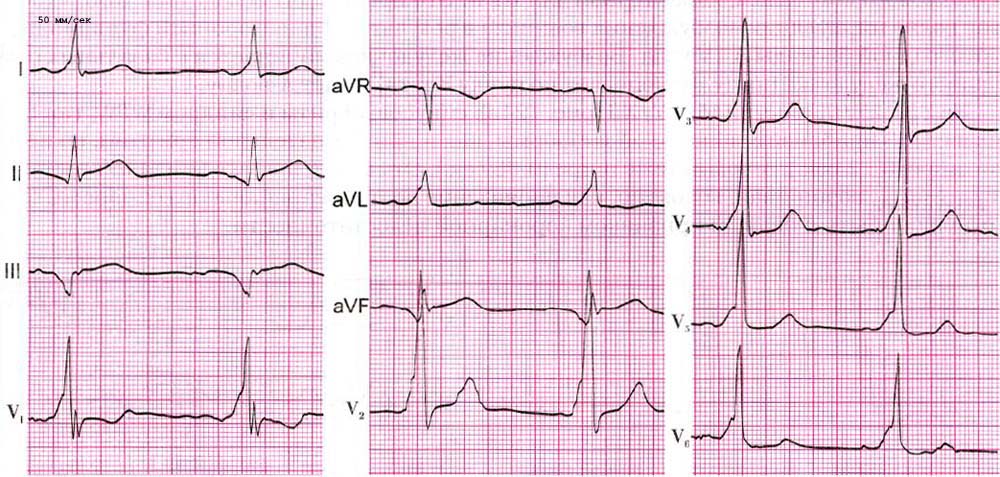 50 мм/сек
I
II
III
V₁
aVR
aVL
aVF
V₂
V₃
V₄
V₅
V₆